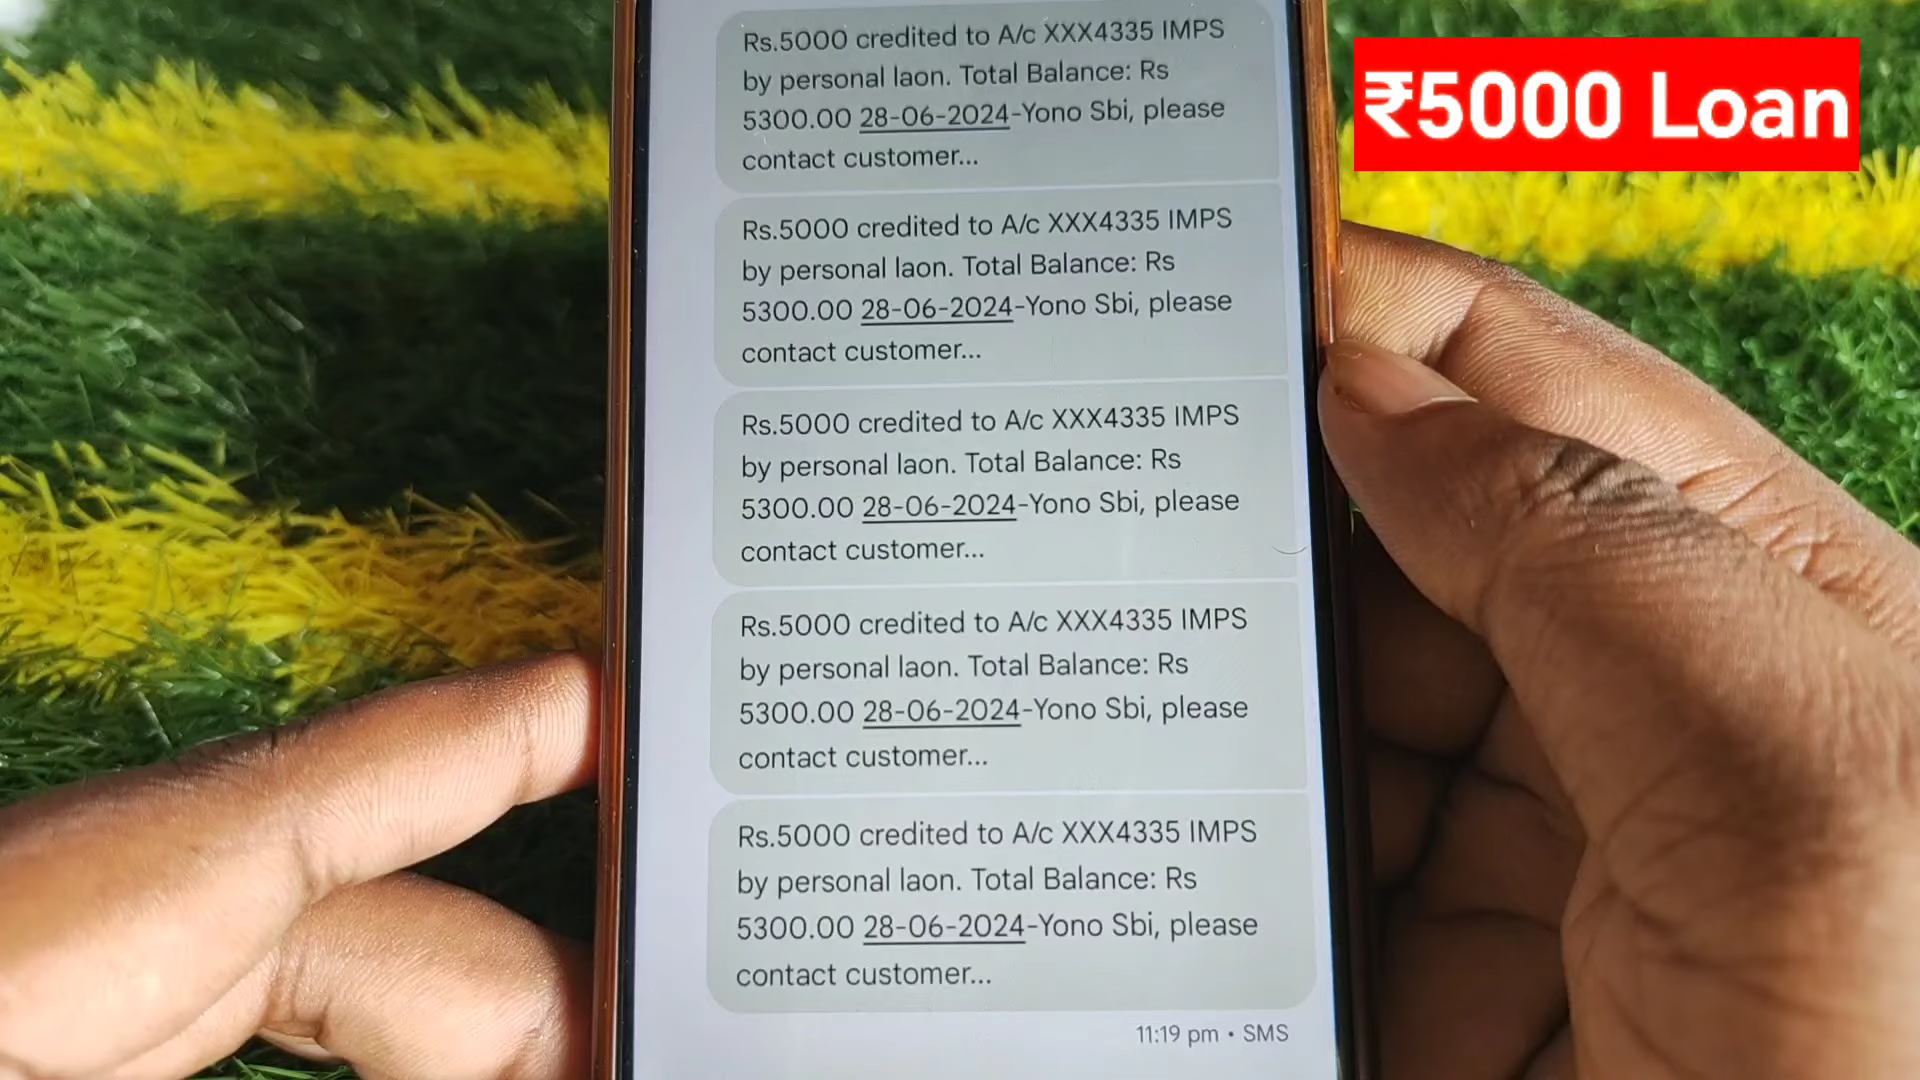 ₹5000 Loan
Rs.5000 credited to A/c XXX4335 IMPS
by personal laon. Total Balance: Rs
5300.00 28-06-2024-Yono Sbi, please
contact customer...
Rs.5000 credited to A/c XXX4335 IMPS
by personal laon. Total Balance: Rs
5300.00 28-06-2024-Yono Sbi, please
contact customer...
Rs.5000 credited to A/c XXX4335 IMPS
by personal laon. Total Balance: Rs
5300.00 28-06-2024-Yono Sbi, please
contact customer...
Rs.5000 credited to A/c XXX4335 IMPS
by personal laon. Total Balance: Rs
5300.00 28-06-2024-Yono Sbi, please
contact customer...
Rs.5000 credited to A/c XXX4335 IMPS
by personal laon. Total Balance: Rs
5300.00 28-06-2024-Yono Sbi, please
contact customer...
11:19 pm • SMS